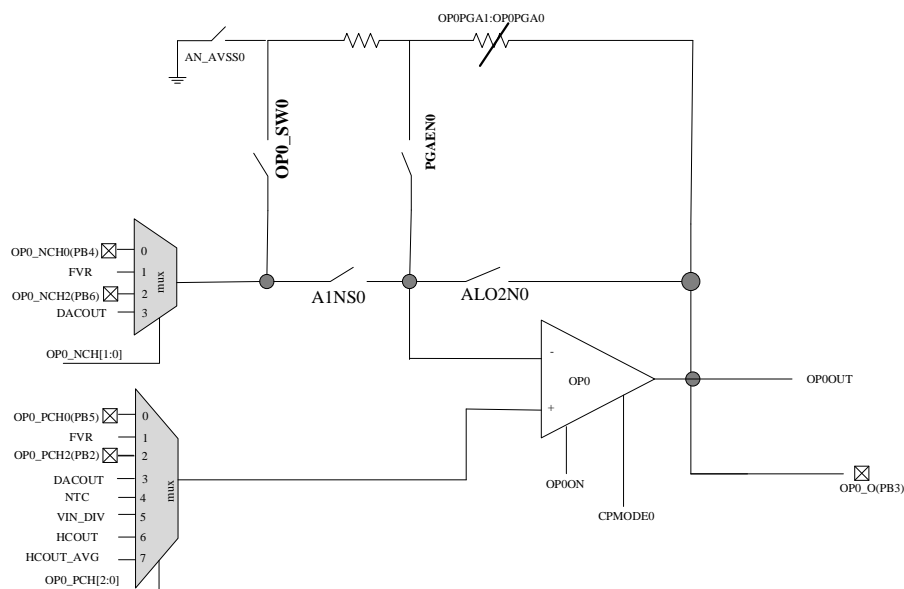 OP0PGA1:OP0PGA0
AN_AVSS0
OP0_SW0
PGAEN0
OP0_NCH0(PB4)
0
FVR
1
OP0_NCH2(PB6)
2
DACOUT
3
mux
A1NS0
ALO2N0
OP0_NCH[1:0]
-
OP0
+
OP0OUT
OP0_PCH0(PB5)
0
FVR
1
OP0_PCH2(PB2)
2
DACOUT
3
NTC
4
VIN_DIV
5
HCOUT
6
HCOUT_AVG
7
mux
OP0ON
OP0_O(PB3)
CPMODE0
OP0_PCH[2:0]